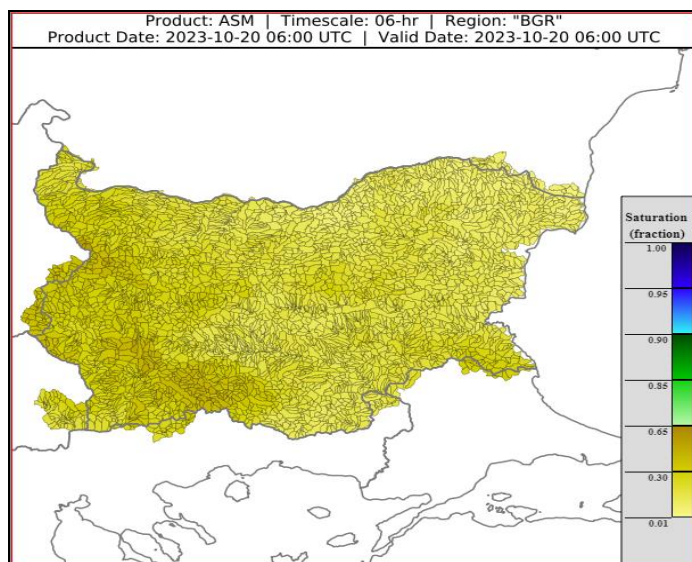 Product: ASM | Timescale: 06-hr | Region: "BGR"
Product Date: 2023-10-20 06:00 UTC | Valid Date: 2023-10-20 06:00 UTC
Saturation
(fraction)
1.00
0.95
0.90
0.85
0.65
0.30
0.01